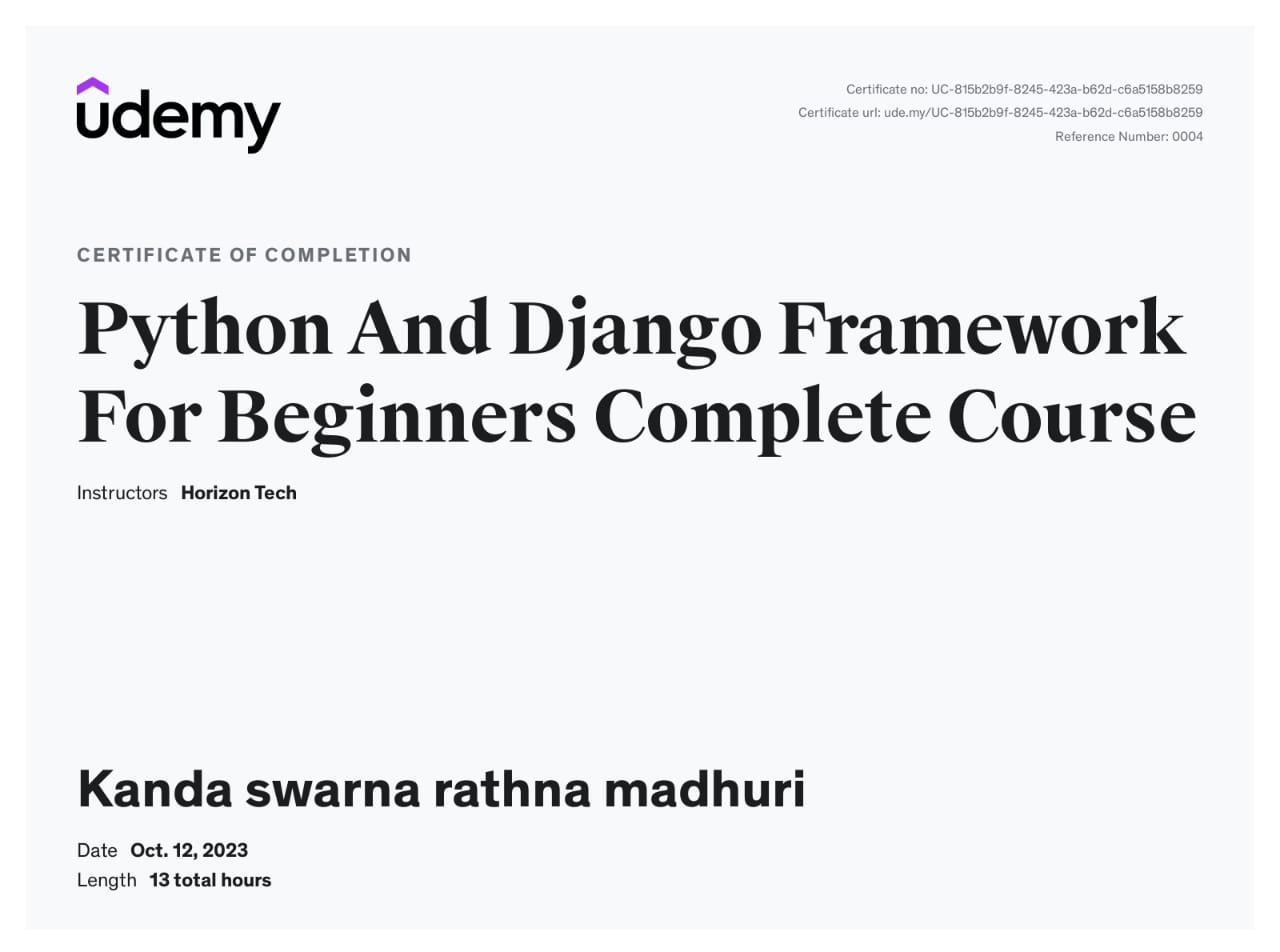 udemy
Certificate no: UC-815b2b9f-8245-423a-b62d-c6a5158b8259
Certificate url: ude.my/UC-815b2b9f-8245-423a-b62d-c6a5158b8259
Reference Number: 0004
CERTIFICATE OF COMPLETION
Python And Django Framework
For Beginners Complete Course
Instructors Horizon Tech
Kanda swarna rathna madhuri
Date Oct. 12, 2023
Length 13 total hours